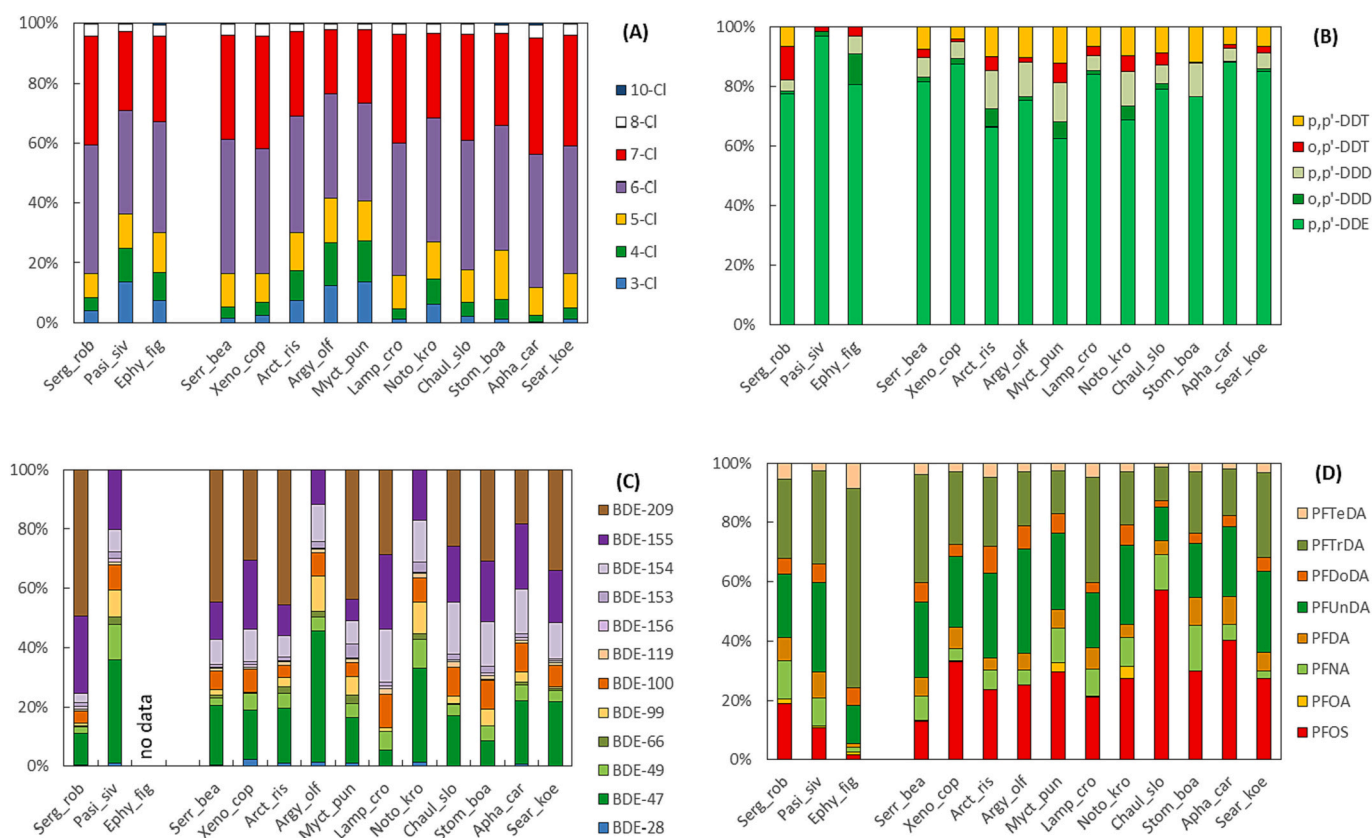 (A)
100%
80%
60%
40%
20%
0%
10-Cl
8-Cl
7-Cl
6-Cl
5-Cl
4-Cl
3-Cl
Serg_rob
Pasi_siv
Ephy_fig
Serr_bea
Xeno_cop
Arct_ris
Argy_olf
Myct_pun
Lamp_cro
Noto_kro
Chaul_slo
Stom_boa
Apha_car
Sear_koe
(B)
100%
80%
60%
40%
20%
0%
p,p'-DDT
o,p'-DDT
p,p'-DDD
o,p'-DDD
p,p'-DDE
Serg_rob
Pasi_siv
Ephy_fig
Serr_bea
Xeno_cop
Arct_ris
Argy_olf
Myct_pun
Lamp_cro
Noto_kro
Chaul_slo
Stom_boa
Apha_car
Sear_koe
(C)
100%
80%
60%
40%
20%
0%
no data
BDE-209
BDE-155
BDE-154
BDE-153
BDE-156
BDE-119
BDE-100
BDE-99
BDE-66
BDE-49
BDE-47
BDE-28
Serg_rob
Pasi_siv
Ephy_fig
Serr_bea
Xeno_cop
Arct_ris
Argy_olf
Myct_pun
Lamp_cro
Noto_kro
Chaul_slo
Stom_boa
Apha_car
Sear_koe
(D)
100%
80%
60%
40%
20%
0%
PFTeDA
PFTrDA
PFDoDA
PFUnDA
PFDA
PFNA
PFOA
PFOS
Serg_rob
Pasi_siv
Ephy_fig
Serr_bea
Xeno_cop
Arct_ris
Argy_olf
Myct_pun
Lamp_cro
Noto_kro
Chaul_slo
Stom_boa
Apha_car
Sear_koe